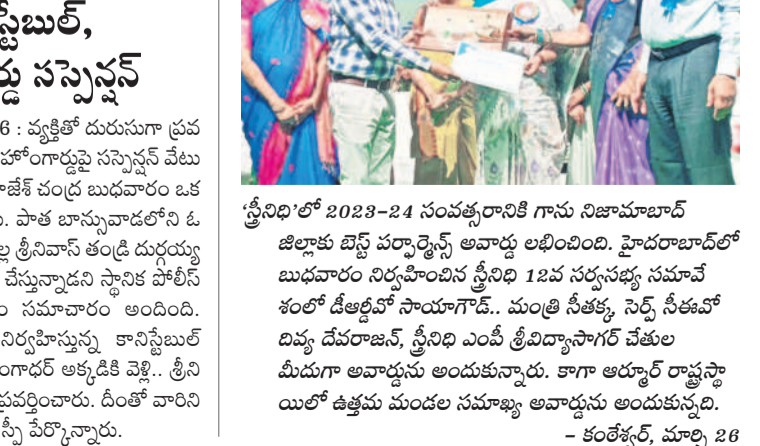 స్టేబుల్,
ర్డు సస్పెన్షన్
6 : వ్యక్తితో దురుసుగా ప్రవ
హోంగార్డుపై సస్పెన్షన్ వేటు
రాజేశ్ చంద్ర బుధవారం ఒక
. పాత బాన్సువాడలోని ఓ
ల్ల శ్రీనివాస్ తండ్రి దుర్గయ్య
చేస్తున్నాడని స్థానిక పోలీస్
సమాచారం అందింది.
నిర్వహిస్తున్న కానిస్టేబుల్
ంగాధర్ అక్కడికి వెళ్లి.. శ్రీని
ప్రవర్తించారు. దీంతో వారిని
స్పీ పేర్కొన్నారు.
‘స్త్రీనిధి’లో 2023-24 సంవత్సరానికి గాను నిజామాబాద్
జిల్లాకు బెస్ట్ పర్ఫార్మెన్స్ అవార్డు లభించింది. హైదరాబాద్‌లో
బుధవారం నిర్వహించిన స్త్రీనిధి 12వ సర్వసభ్య సమావే
శంలో డీఆర్డీవో సాయాగౌడ్.. మంత్రి సీతక్క, సెర్ప్ సీఈవో
దివ్య దేవరాజన్, స్త్రీనిధి ఎంపీ శ్రీవిద్యాసాగర్ చేతుల
మీదుగా అవార్డును అందుకున్నారు. కాగా ఆర్మూర్ రాష్ట్రస్థా
యిలో ఉత్తమ మండల సమాఖ్య అవార్డును అందుకున్నది.
– కంఠేశ్వర్, మార్చి 26